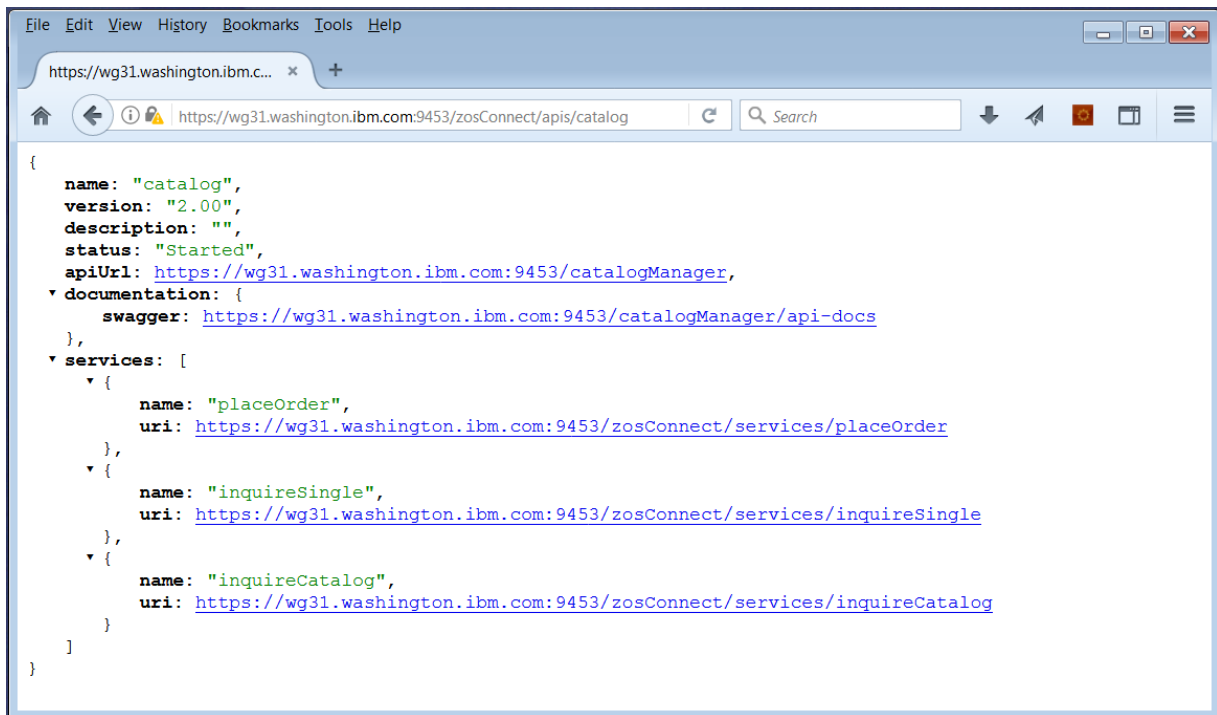 File Edit View History Bookmarks Tools Help
https://wg31.washington.ibm.c...
https://wg31.washington.ibm.com:9453/zosConnect/apis/catalog Search
{
name: "catalog",
version: "2.00",
description: "",
status: "Started",
apiUrl: https://wg31.washington.ibm.com:9453/catalogManager,
documentation: {
swagger: https://wg31.washington.ibm.com:9453/catalogManager/api-docs
},
services: [
{
name: "placeOrder",
uri: https://wg31.washington.ibm.com:9453/zosConnect/services/placeOrder
},
{
name: "inquireSingle",
uri: https://wg31.washington.ibm.com:9453/zosConnect/services/inquireSingle
},
{
name: "inquireCatalog",
uri: https://wg31.washington.ibm.com:9453/zosConnect/services/inquireCatalog
}
]
}